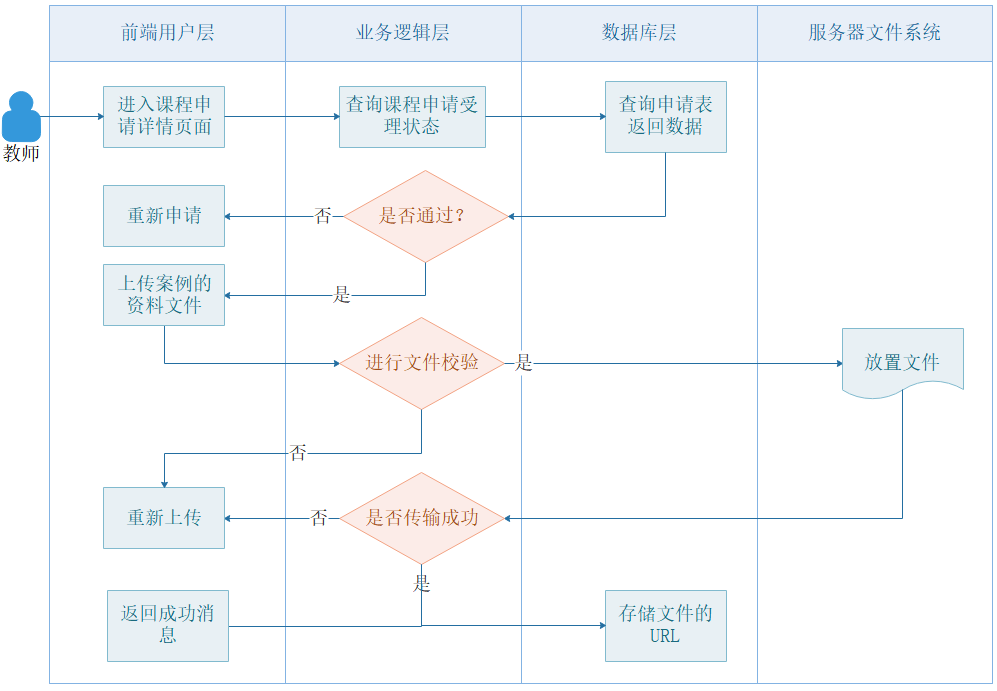 前端用户层
业务逻辑层
数据库层
服务器文件系统
教师
进入课程申
请详情页面
查询课程申请受
理状态
查询申请表
返回数据
重新申请
否
是否通过?
上传案例的
资料文件
是
进行文件校验
是
放置文件
否
重新上传
否
是否传输成功
是
返回成功消
息
存储文件的
URL